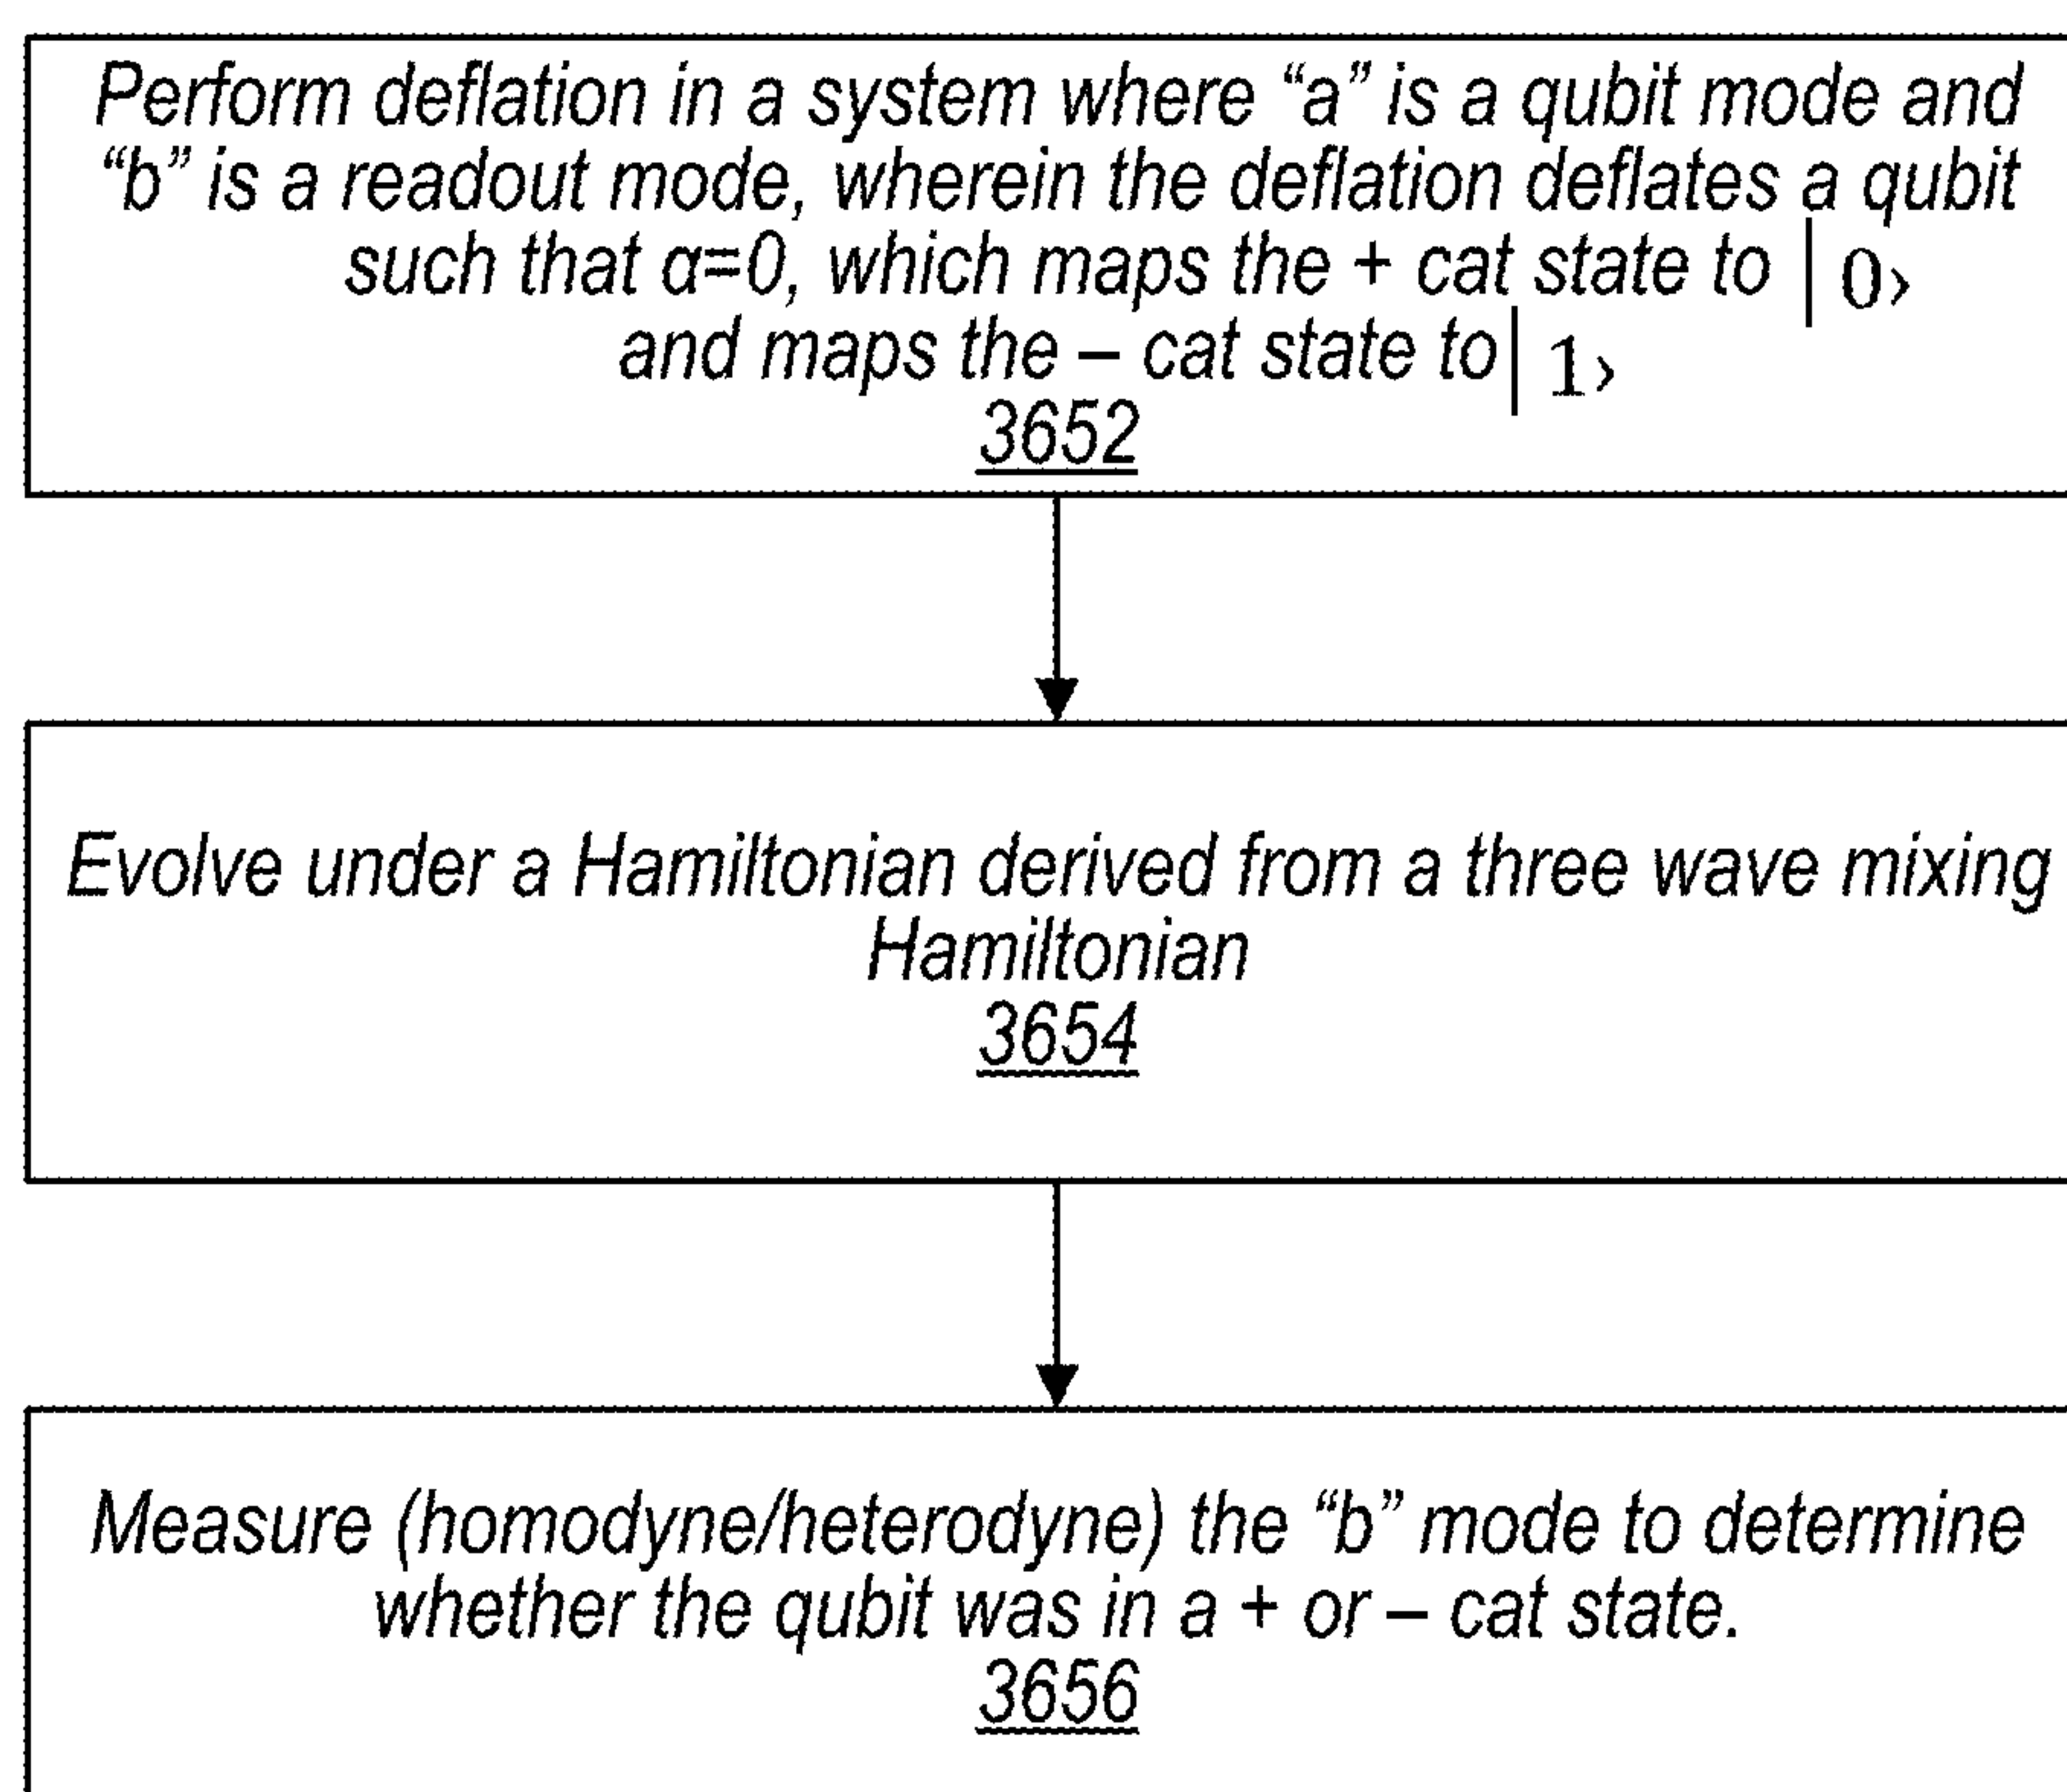 Perform deflation in a system where “a” is a qubit mode and
“b” is a readout mode, wherein the deflation deflates a qubit
such that α=0, which maps the + cat state to | 0⟩
and maps the – cat state to | 1⟩
3652
Evolve under a Hamiltonian derived from a three wave mixing
Hamiltonian
3654
Measure (homodyne/heterodyne) the “b” mode to determine
whether the qubit was in a + or – cat state.
3656